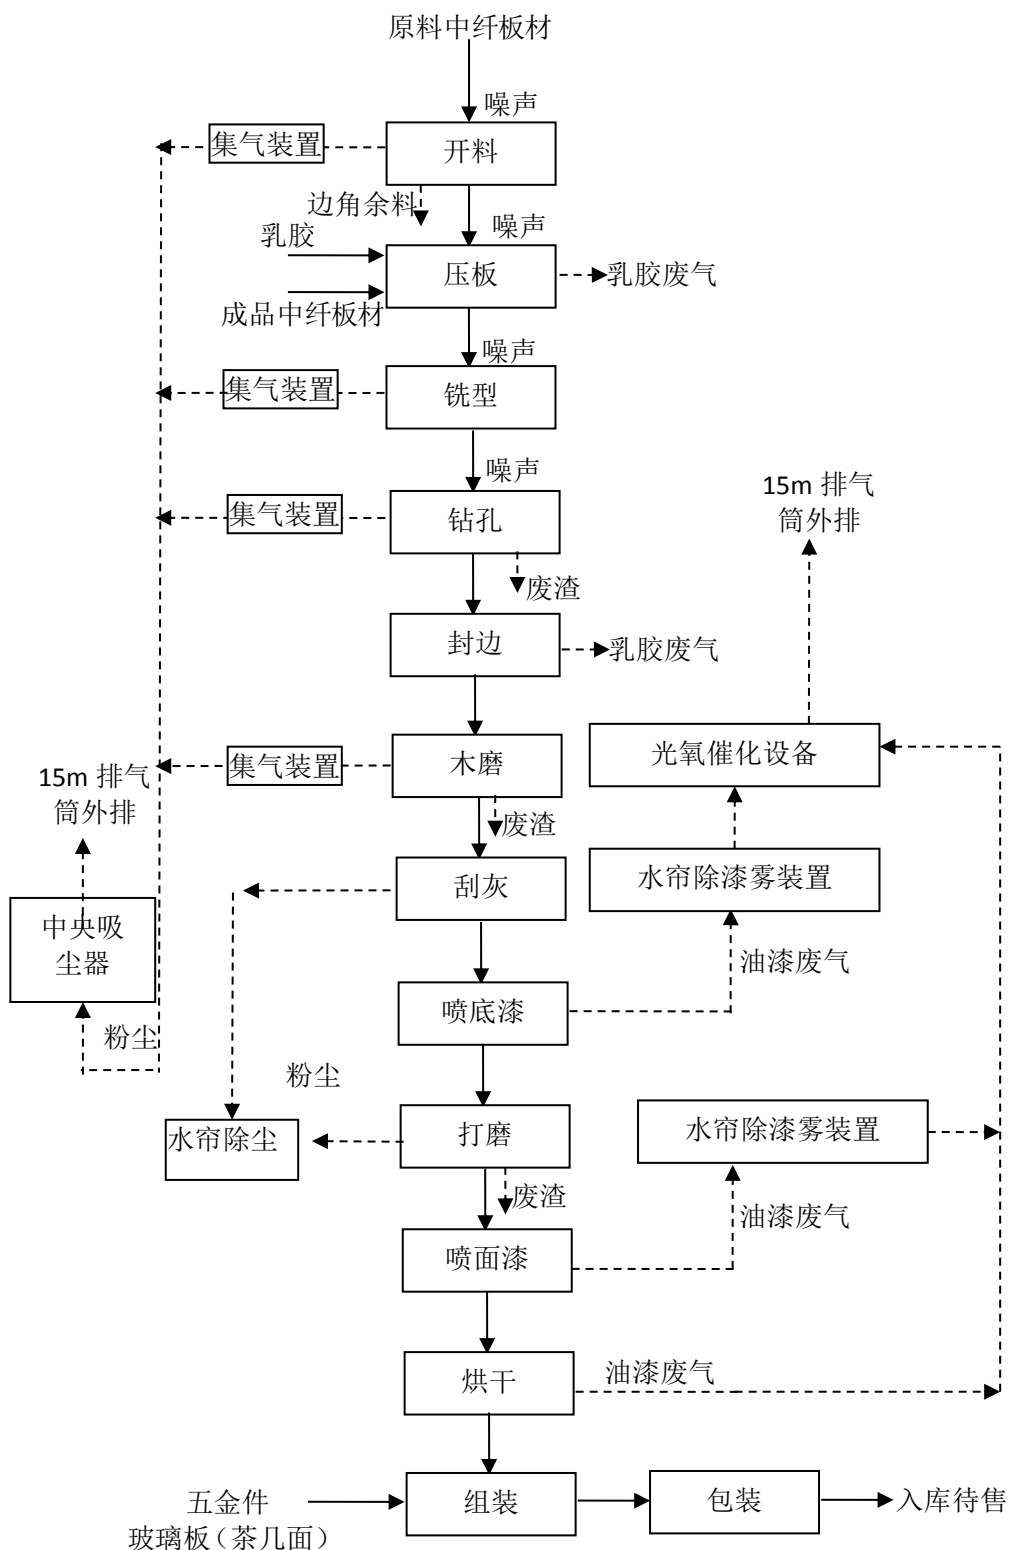 原料中纤板材
噪声
集气装置
开料
边角余料
噪声
乳胶
压板
乳胶废气
成品中纤板材
噪声
集气装置
铣型
噪声
15m 排气
筒外排
集气装置
钻孔
废渣
封边
乳胶废气
集气装置
木磨
光氧催化设备
15m 排气
筒外排
废渣
刮灰
水帘除漆雾装置
中央吸
尘器
油漆废气
喷底漆
粉尘
粉尘
水帘除尘
打磨
水帘除漆雾装置
废渣
油漆废气
喷面漆
烘干
油漆废气
五金件
玻璃板（茶几面）
组装
包装
入库待售